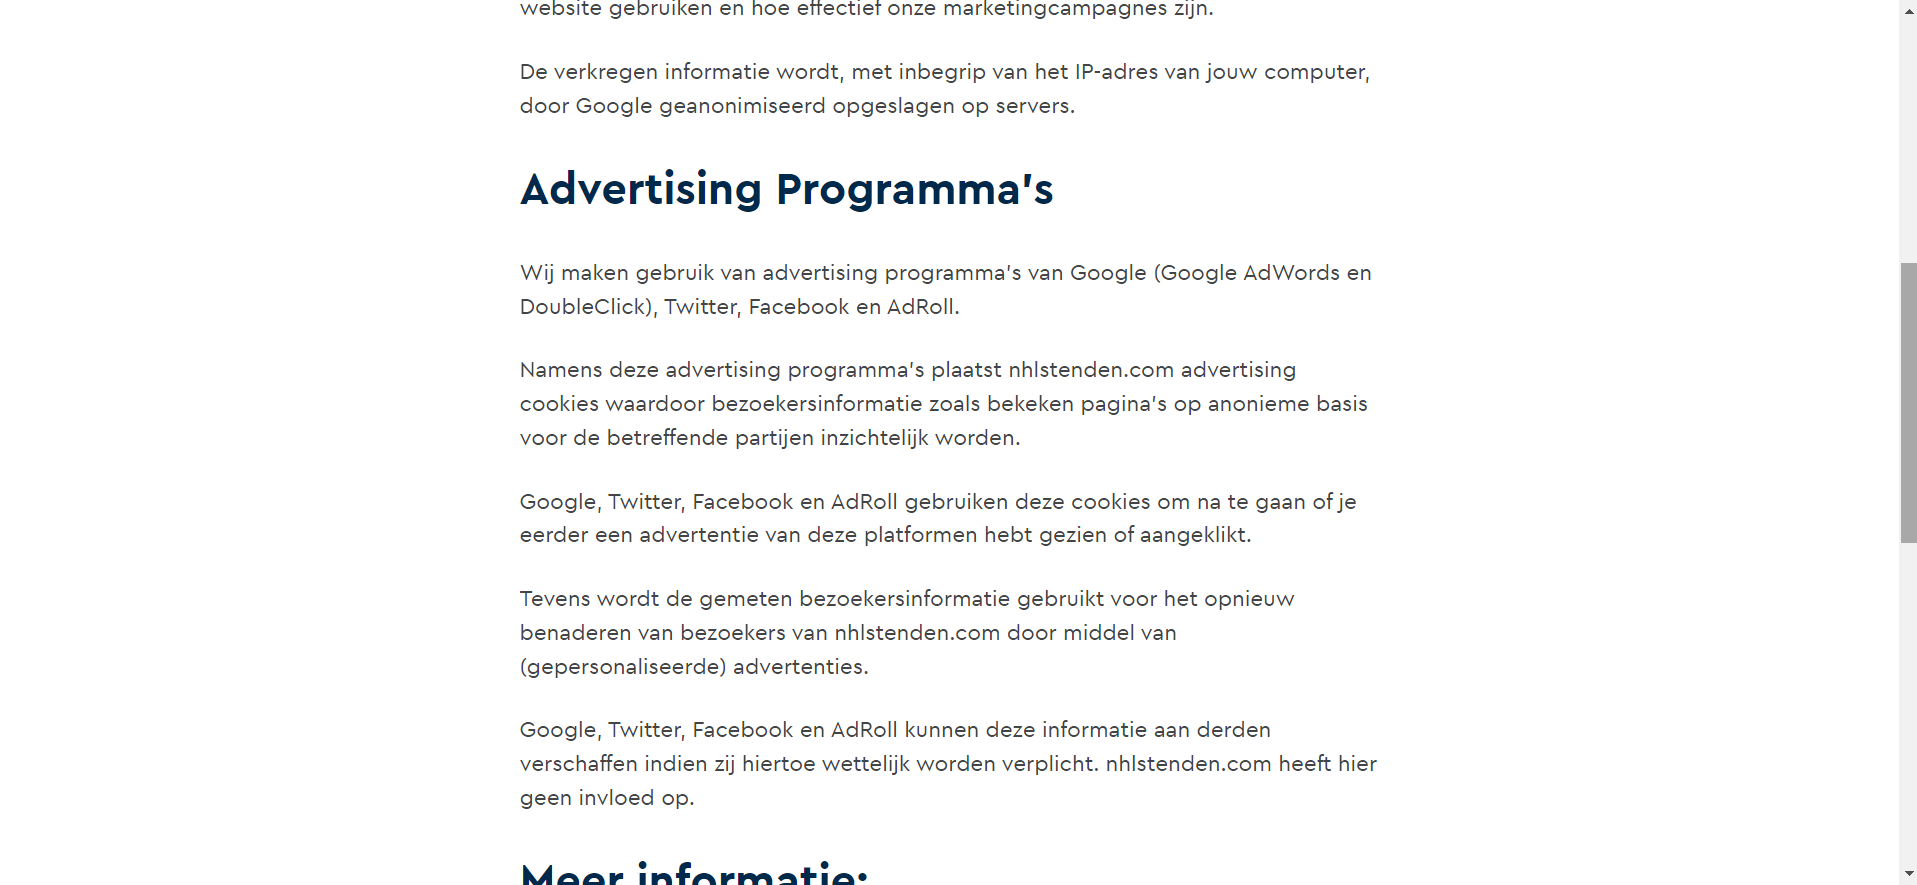 website gebruiken en hoe effectief onze marketingcampagnes zijn.
De verkregen informatie wordt, met inbegrip van het IP-adres van jouw computer,
door Google geanonimiseerd opgeslagen op servers.
Advertising Programma's
Wij maken gebruik van advertising programma's van Google (Google AdWords en
DoubleClick), Twitter, Facebook en AdRoll.
Namens deze advertising programma's plaatst nhlstenden.com advertising
cookies waardoor bezoekersinformatie zoals bekeken pagina's op anonieme basis
voor de betreffende partijen inzichtelijk worden.
Google, Twitter, Facebook en AdRoll gebruiken deze cookies om na te gaan of je
eerder een advertentie van deze platformen hebt gezien of aangeklikt.
Tevens wordt de gemeten bezoekersinformatie gebruikt voor het opnieuw
benaderen van bezoekers van nhlstenden.com door middel van
(gepersonaliseerde) advertenties.
Google, Twitter, Facebook en AdRoll kunnen deze informatie aan derden
verschaffen indien zij hiertoe wettelijk worden verplicht. nhlstenden.com heeft hier
geen invloed op.
Meer informatie: